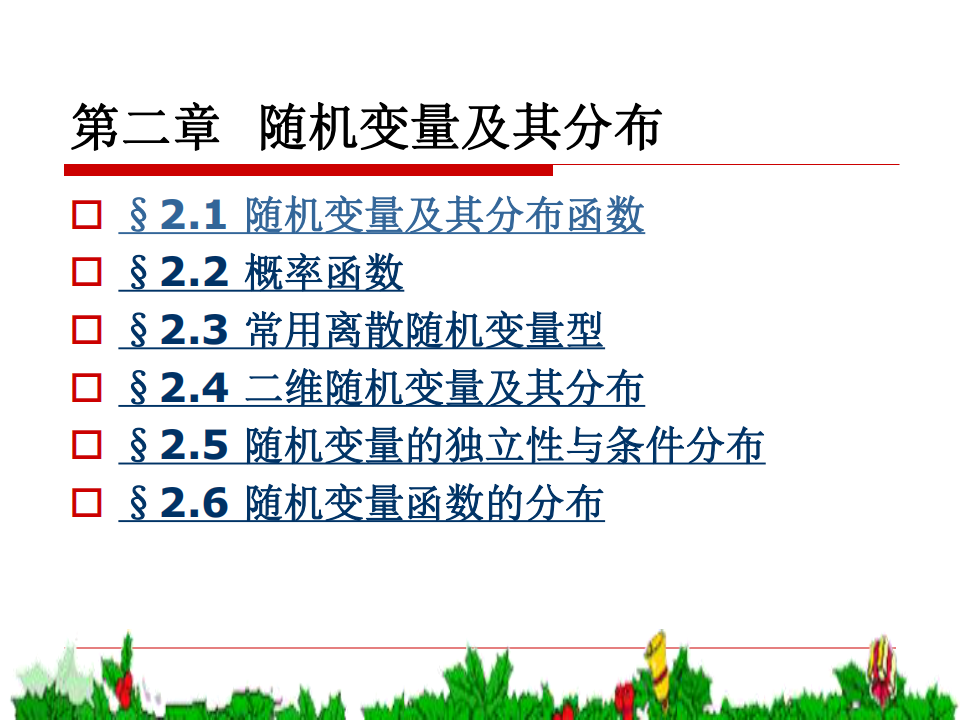 第二章 随机变量及其分布
§2.1 随机变量及其分布函数
§2.2 概率函数
§2.3 常用离散随机变量型
§2.4 二维随机变量及其分布
§2.5 随机变量的独立性与条件分布
§2.6 随机变量函数的分布